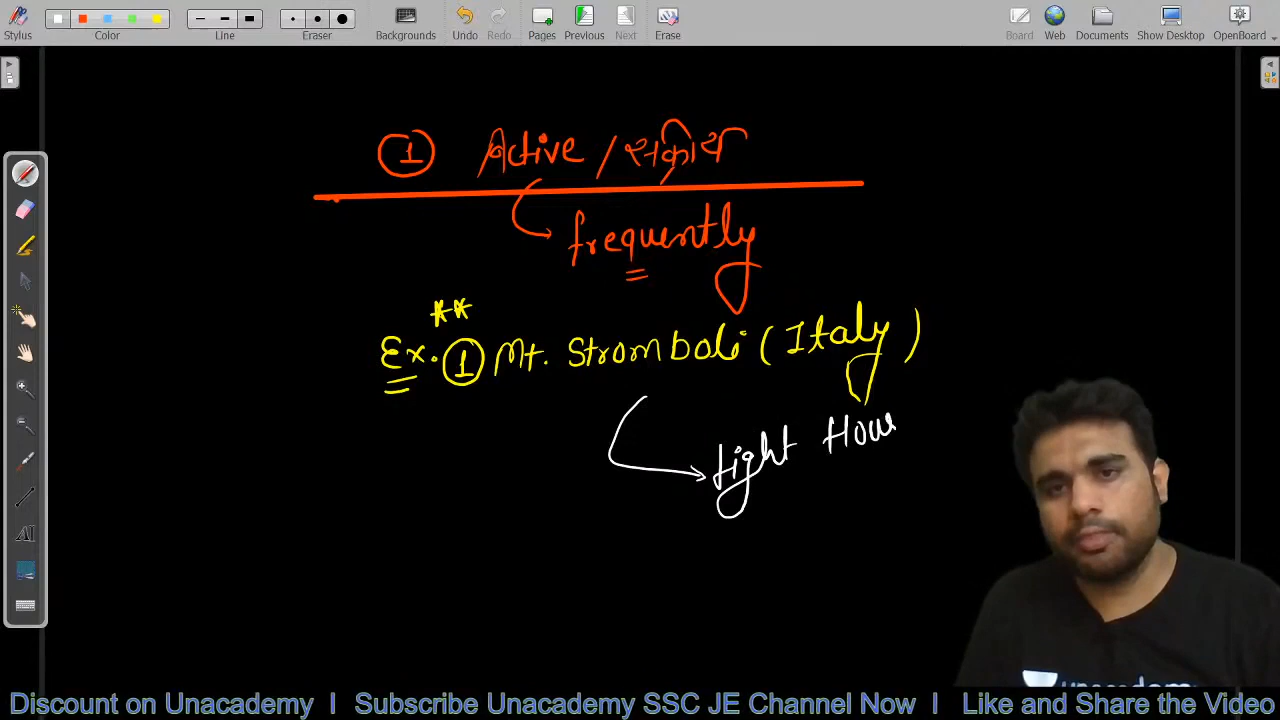 Stylus Color Line Eraser Backgrounds Undo Redo Pages Previous Next Erase Board Web Documents Show Desktop OpenBoard
① Active / सक्रीय
frequently
**
Ex. ① Mt. Stromboli (Italy)
Light Hou
unacademy
Discount on Unacademy I Subscribe Unacademy SSC JE Channel Now I Like and Share the Video